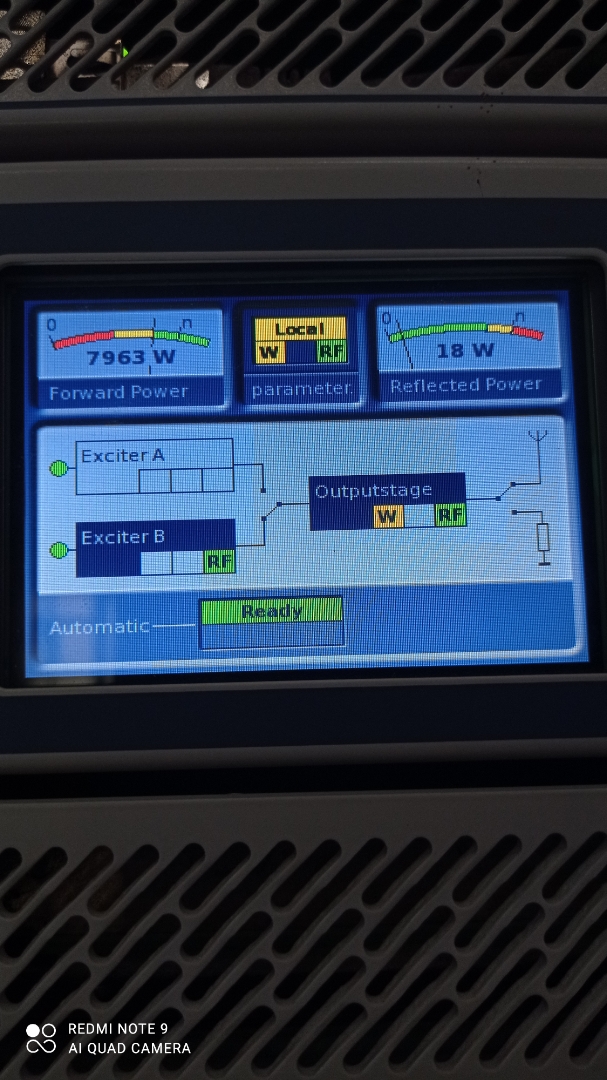 0 n
7963 W
Forward Power
Local
W RF
parameter.
0 n
18 W
Reflected Power
Exciter A
Outputstage
W RF
Exciter B
RF
Automatic
Ready
REDMI NOTE 9
AI QUAD CAMERA